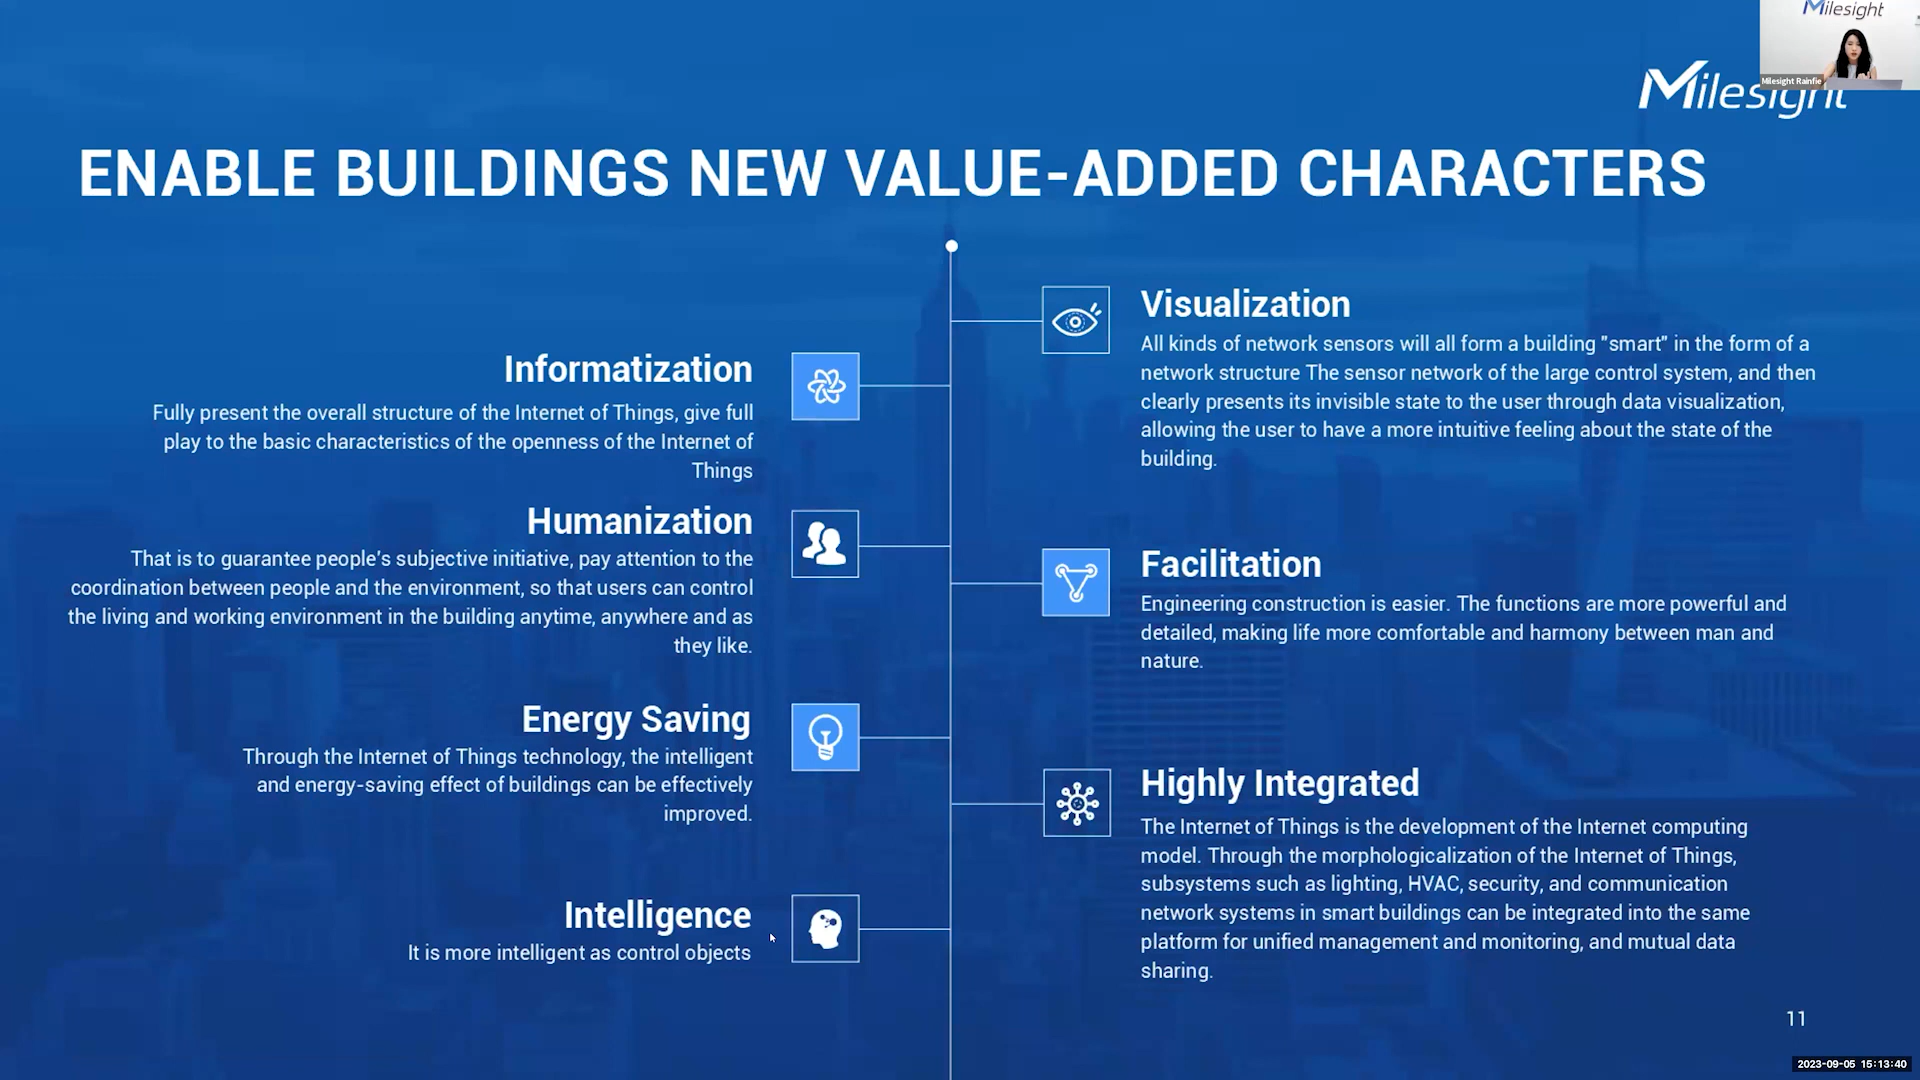 Milesight
Milesight Rainfie
Milesight
ENABLE BUILDINGS NEW VALUE-ADDED CHARACTERS
Informatization
Fully present the overall structure of the Internet of Things, give full
play to the basic characteristics of the openness of the Internet of
Things
Humanization
That is to guarantee people's subjective initiative, pay attention to the
coordination between people and the environment, so that users can control
the living and working environment in the building anytime, anywhere and as
they like.
Energy Saving
Through the Internet of Things technology, the intelligent
and energy-saving effect of buildings can be effectively
improved.
Intelligence
It is more intelligent as control objects
Visualization
All kinds of network sensors will all form a building "smart" in the form of a
network structure The sensor network of the large control system, and then
clearly presents its invisible state to the user through data visualization,
allowing the user to have a more intuitive feeling about the state of the
building.
Facilitation
Engineering construction is easier. The functions are more powerful and
detailed, making life more comfortable and harmony between man and
nature.
Highly Integrated
The Internet of Things is the development of the Internet computing
model. Through the morphologicalization of the Internet of Things,
subsystems such as lighting, HVAC, security, and communication
network systems in smart buildings can be integrated into the same
platform for unified management and monitoring, and mutual data
sharing.
11
2023-09-05 15:13:40